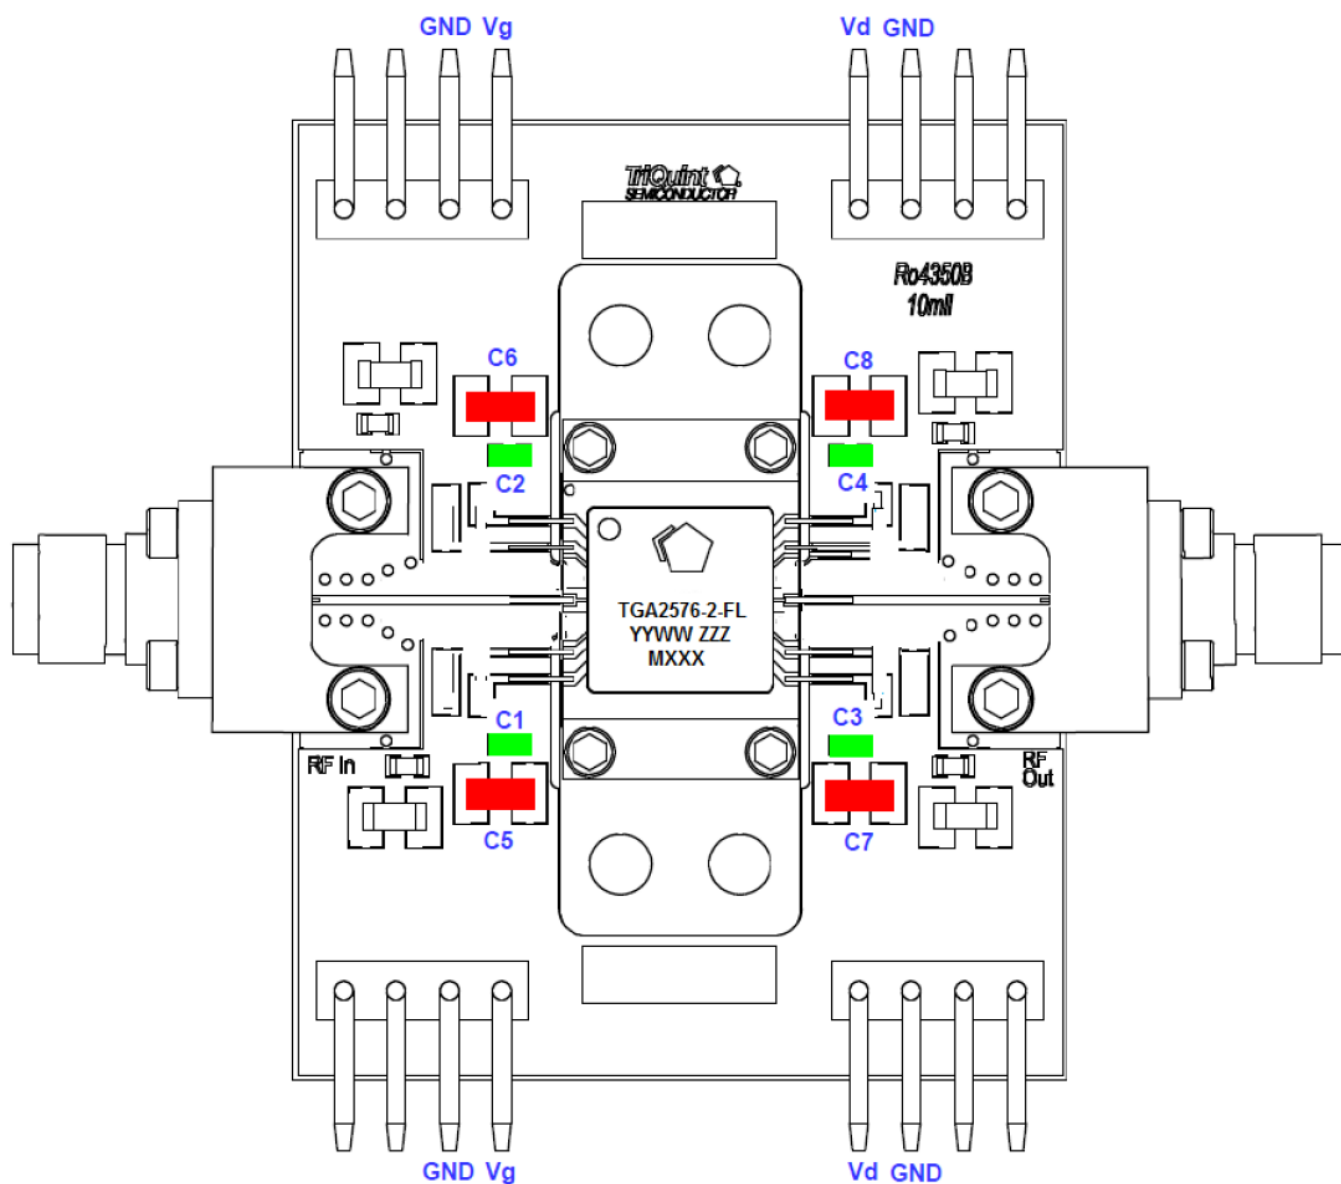 GND Vg
Vd GND
TriQuint
SEMICONDUCTOR
Ro4350B
10mil
C6
C8
C2
C4
TGA2576-2-FL
YYWW ZZZ
MXXX
C1
C3
RF In
RF
Out
C5
C7
GND Vg
Vd GND